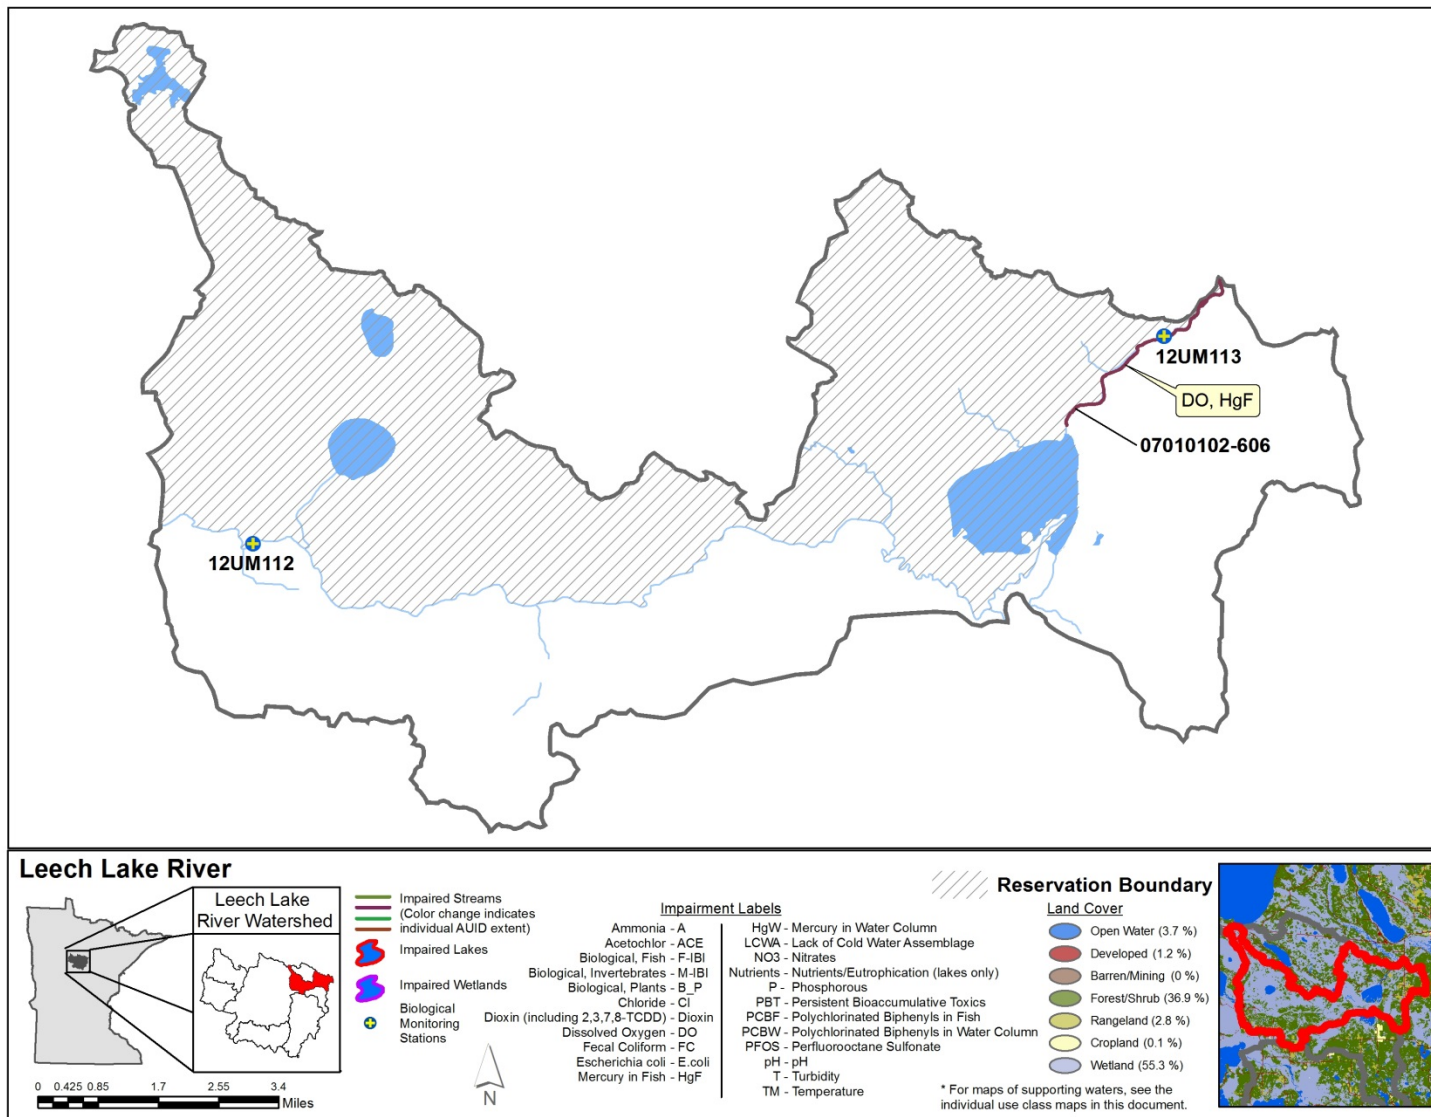 12UM113
DO, HgF
07010102-606
12UM112
Leech Lake River
Leech Lake
River Watershed
0 0.425 0.85 1.7 2.55 3.4
Miles
Impaired Streams
(Color change indicates
individual AUID extent)
Impaired Lakes
Impaired Wetlands
Biological
Monitoring
Stations
N
Impairment Labels
Ammonia - A
Acetochlor - ACE
Biological, Fish - F-IBI
Biological, Invertebrates - M-IBI
Biological, Plants - B_P
Chloride - Cl
Dioxin (including 2,3,7,8-TCDD) - Dioxin
Dissolved Oxygen - DO
Fecal Coliform - FC
Escherichia coli - E.coli
Mercury in Fish - HgF
HgW - Mercury in Water Column
LCWA - Lack of Cold Water Assemblage
NO3 - Nitrates
Nutrients - Nutrients/Eutrophication (lakes only)
P - Phosphorous
PBT - Persistent Bioaccumulative Toxics
PCBF - Polychlorinated Biphenyls in Fish
PCBW - Polychlorinated Biphenyls in Water Column
PFOS - Perfluorooctane Sulfonate
pH - pH
T - Turbidity
TM - Temperature
Reservation Boundary
Land Cover
Open Water (3.7 %)
Developed (1.2 %)
Barren/Mining (0 %)
Forest/Shrub (36.9 %)
Rangeland (2.8 %)
Cropland (0.1 %)
Wetland (55.3 %)
* For maps of supporting waters, see the
individual use class maps in this document.